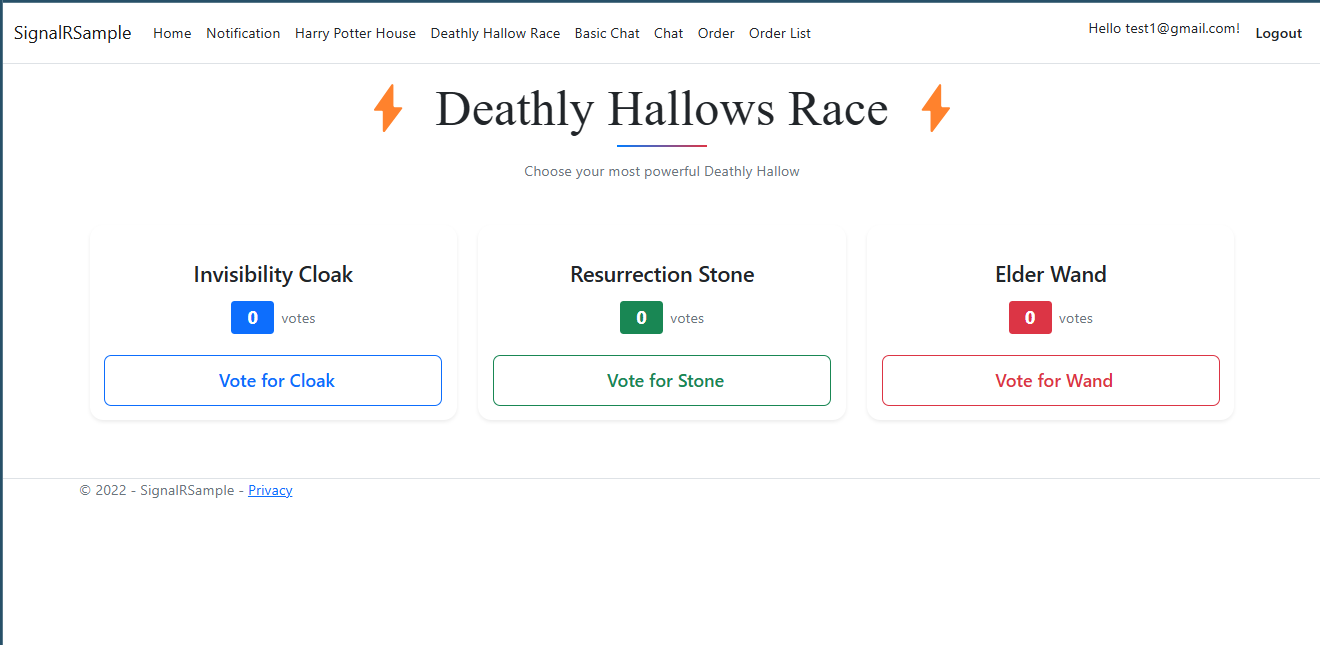 SignalRSample Home Notification Harry Potter House Deathly Hallow Race Basic Chat Chat Order Order List Hello test1@gmail.com! Logout
Deathly Hallows Race
Choose your most powerful Deathly Hallow
Invisibility Cloak
0 votes
Vote for Cloak
Resurrection Stone
0 votes
Vote for Stone
Elder Wand
0 votes
Vote for Wand
© 2022 - SignalRSample - Privacy